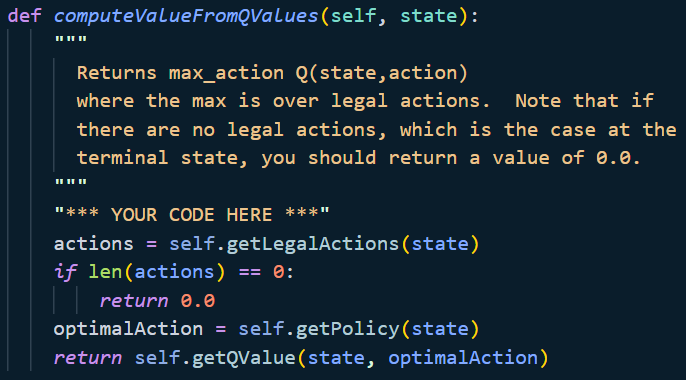 def computeValueFromQValues(self, state):
    """
      Returns max_action Q(state,action)
      where the max is over legal actions.  Note that if
      there are no legal actions, which is the case at the
      terminal state, you should return a value of 0.0.
    """
    "*** YOUR CODE HERE ***"
    actions = self.getLegalActions(state)
    if len(actions) == 0:
        return 0.0
    optimalAction = self.getPolicy(state)
    return self.getQValue(state, optimalAction)